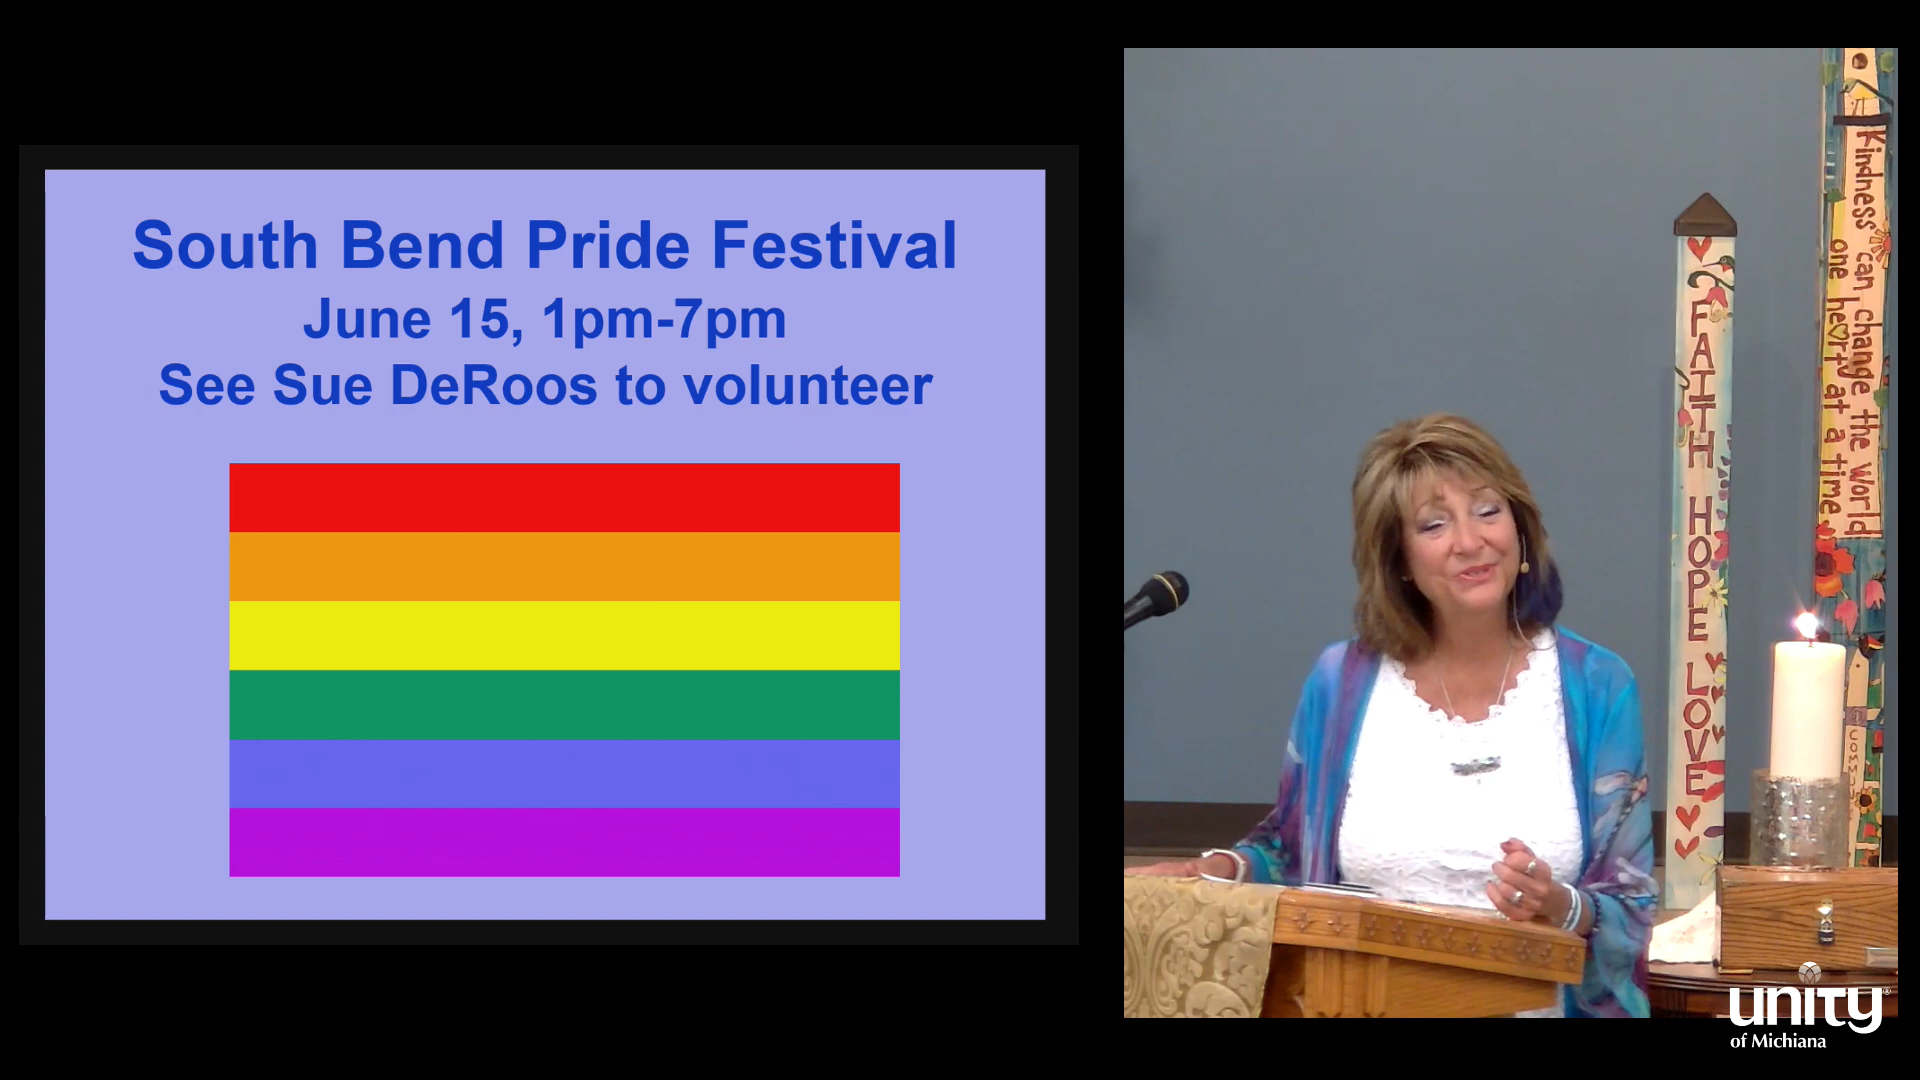 South Bend Pride Festival
June 15, 1pm-7pm
See Sue DeRoos to volunteer
FAITH HOPE LOVE
Kindness can change the world
one heart at a time
unity®
of Michiana